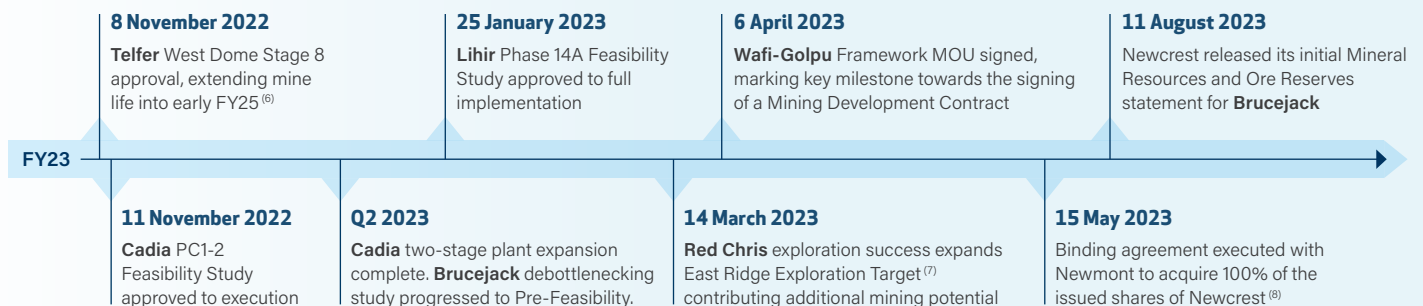 8 November 2022
Telfer West Dome Stage 8
approval, extending mine
life into early FY25 (6)
25 January 2023
Lihir Phase 14A Feasibility
Study approved to full
implementation
6 April 2023
Wafi-Golpu Framework MOU signed,
marking key milestone towards the signing
of a Mining Development Contract
11 August 2023
Newcrest released its initial Mineral
Resources and Ore Reserves
statement for Brucejack
FY23
11 November 2022
Cadia PC1-2
Feasibility Study
approved to execution
Q2 2023
Cadia two-stage plant expansion
complete. Brucejack debottlenecking
study progressed to Pre-Feasibility.
14 March 2023
Red Chris exploration success expands
East Ridge Exploration Target (7)
contributing additional mining potential
15 May 2023
Binding agreement executed with
Newmont to acquire 100% of the
issued shares of Newcrest (8)